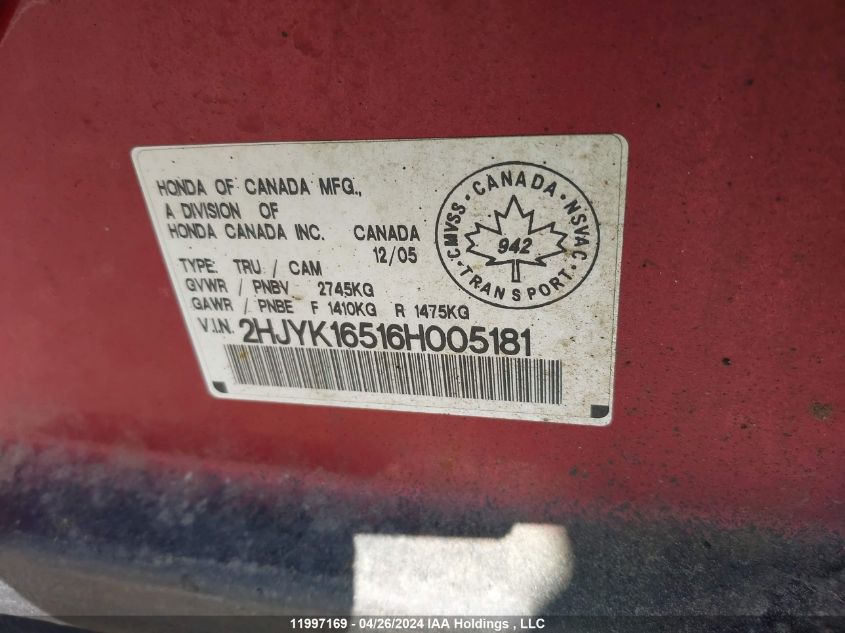 HONDA OF CANADA MFG.,
A DIVISION OF
HONDA CANADA INC. CANADA
12/05
TYPE: TRU / CAM
GVWR / PNBV 2745KG
GAWR / PNBE F 1410KG R 1475KG
V.I.N. 2HJYK16516H005181
CANADA · NSVAC · TRANSPORT · CMVSS ·
942
11997169 - 04/26/2024 IAA Holdings , LLC